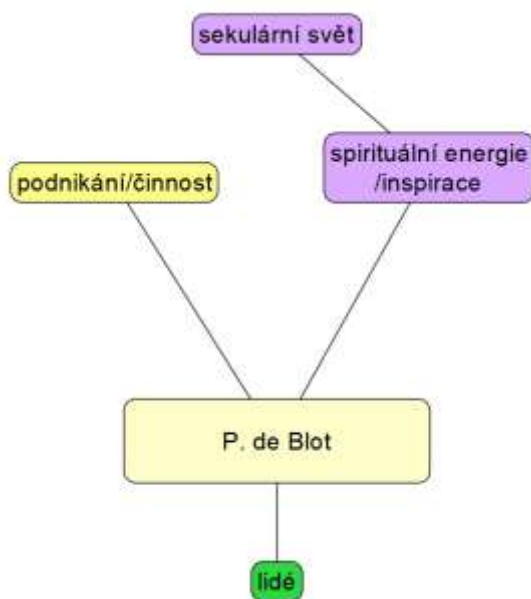 sekulární svět
spirituální energie
/inspirace
podnikání/činnost
P. de Blot
lidé